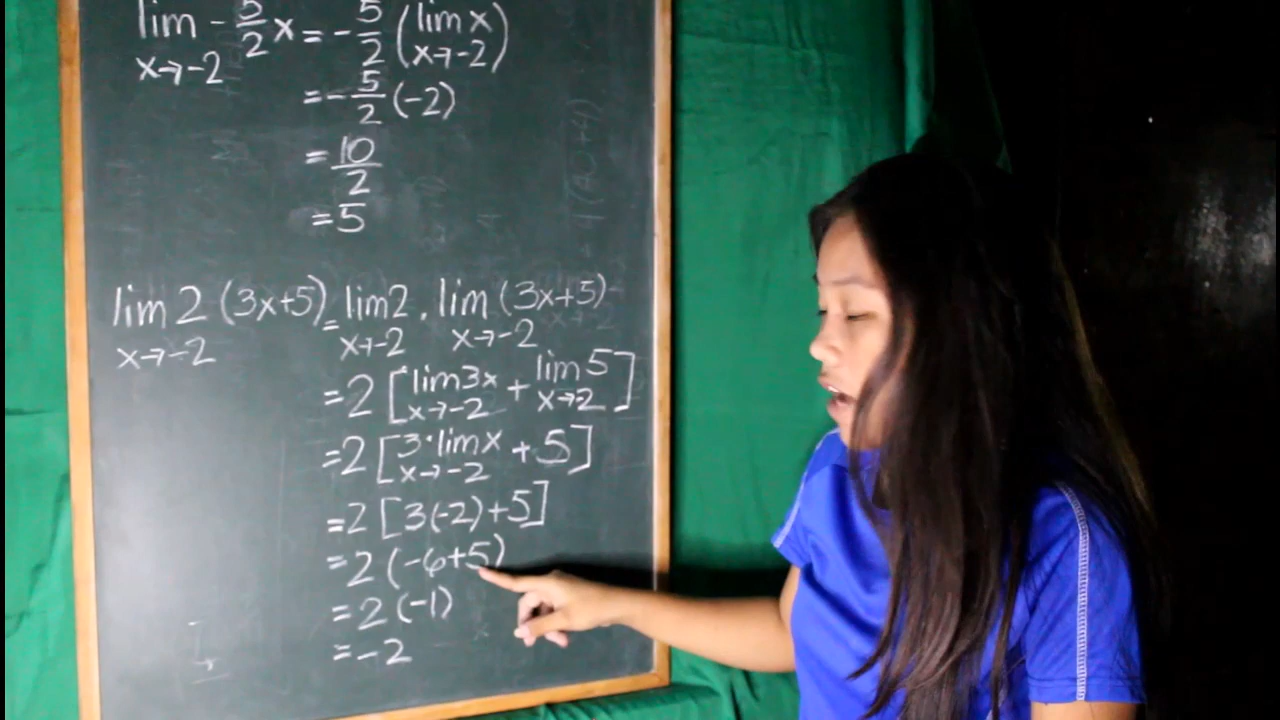 lim - 5/2 x = - 5/2 (lim x)
x→-2 x→-2
= - 5/2 (-2)
= 10/2
= 5
lim 2 (3x+5) = lim 2 · lim (3x+5)
x→-2 x→-2 x→-2
= 2 [lim 3x + lim 5]
x→-2 x→-2
= 2 [3·lim x + 5]
x→-2
= 2 [3(-2)+5]
= 2 (-6+5)
= 2 (-1)
= -2